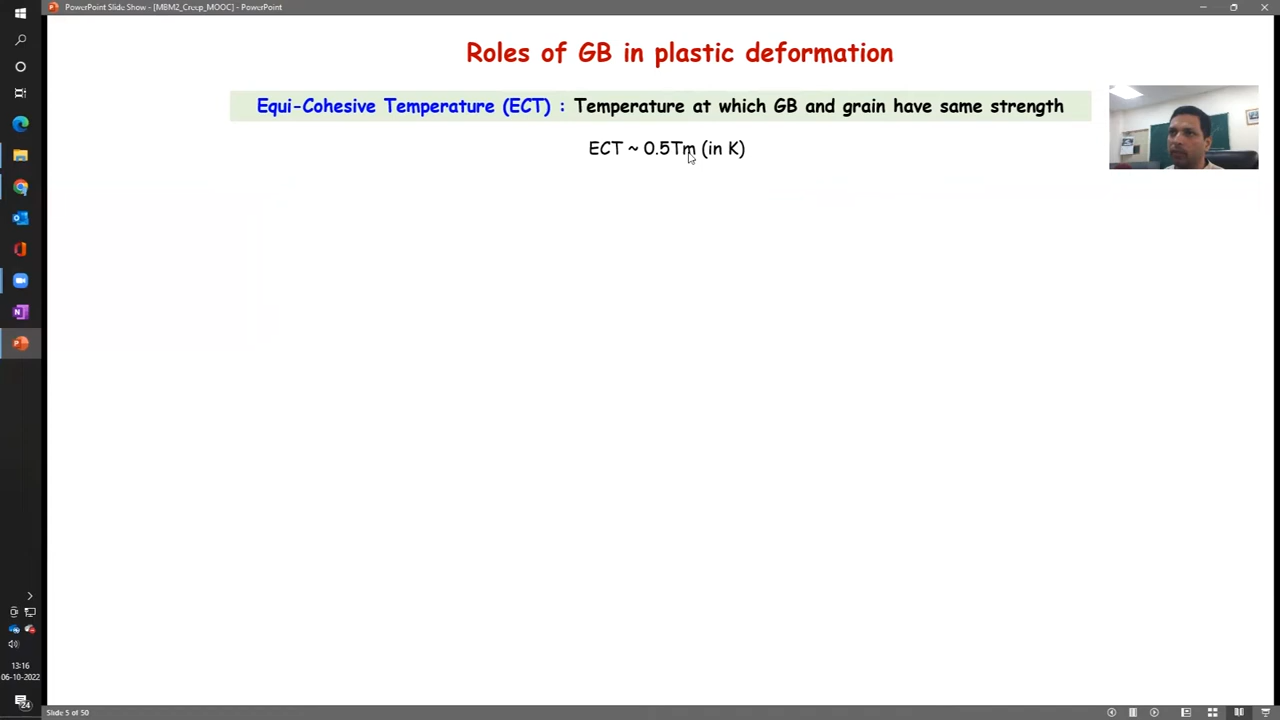 PowerPoint Slide Show - [MBM2_Creep_MOOC] - PowerPoint
Roles of GB in plastic deformation
Equi-Cohesive Temperature (ECT) : Temperature at which GB and grain have same strength
ECT ~ 0.5Tm (in K)
13:16
06-10-2022
24
Slide 5 of 50